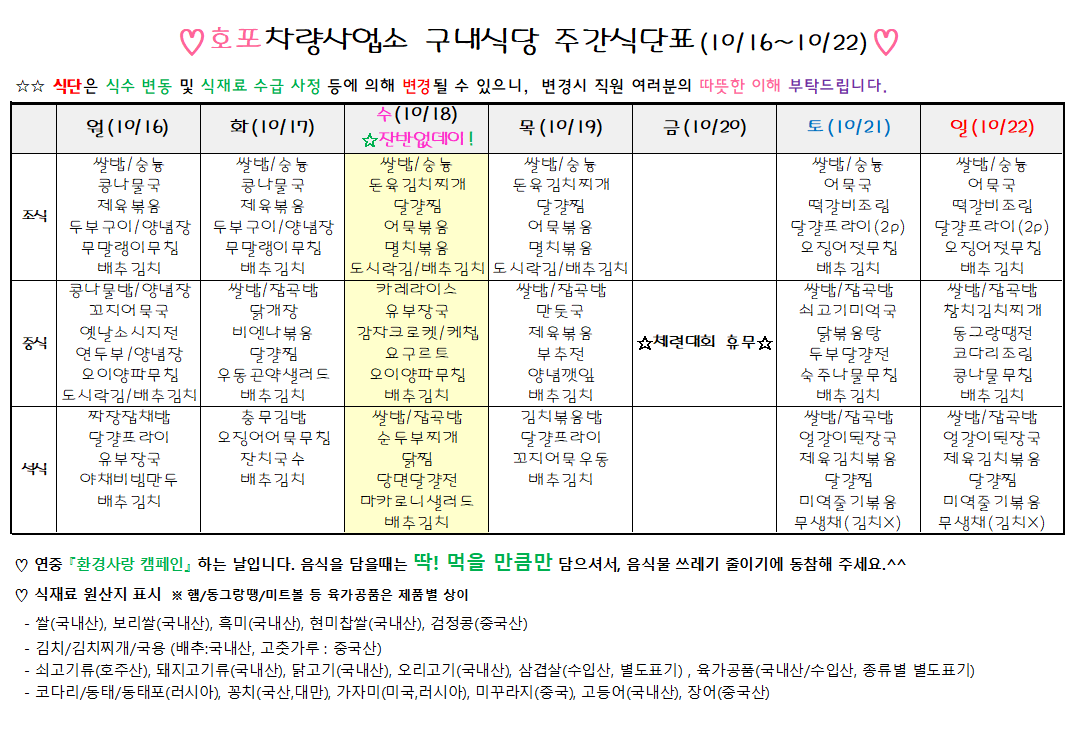 ♡호포차량사업소 구내식당 주간식단표(10/16~10/22)♡
☆☆ 식단은 식수 변동 및 식재료 수급 사정 등에 의해 변경될 수 있으니, 변경시 직원 여러분의 따뜻한 이해 부탁드립니다.
월(10/16) 화(10/17) 수(10/18) ☆잔반없데이! 목(10/19) 금(10/20) 토(10/21) 일(10/22)
조식
쌀밥/숭늉 쌀밥/숭늉 쌀밥/숭늉 쌀밥/숭늉 쌀밥/숭늉 쌀밥/숭늉
콩나물국 콩나물국 돈육김치찌개 돈육김치찌개 어묵국 어묵국
제육볶음 제육볶음 달걀찜 달걀찜 떡갈비조림 떡갈비조림
두부구이/양념장 두부구이/양념장 어묵볶음 어묵볶음 달걀프라이(2p) 달걀프라이(2p)
무말랭이무침 무말랭이무침 멸치볶음 멸치볶음 오징어젓무침 오징어젓무침
배추김치 배추김치 도시락김/배추김치 도시락김/배추김치 배추김치 배추김치
중식
콩나물밥/양념장 쌀밥/잡곡밥 카레라이스 쌀밥/잡곡밥 쌀밥/잡곡밥 쌀밥/잡곡밥
꼬지어묵국 닭개장 유부장국 만둣국 쇠고기미역국 참치김치찌개
옛날소시지전 비엔나볶음 감자크로켓/케첩 제육볶음 닭볶음탕 동그랑땡전
연두부/양념장 달걀찜 요구르트 부추전 ☆체련대회 휴무☆ 두부달걀전 코다리조림
오이양파무침 우동곤약샐러드 오이양파무침 양념깻잎 숙주나물무침 콩나물무침
도시락김/배추김치 배추김치 배추김치 배추김치 배추김치 배추김치
석식
짜장잡채밥 충무김밥 쌀밥/잡곡밥 김치볶음밥 쌀밥/잡곡밥 쌀밥/잡곡밥
달걀프라이 오징어어묵무침 순두부찌개 달걀프라이 얼갈이된장국 얼갈이된장국
유부장국 잔치국수 닭찜 꼬지어묵우동 제육김치볶음 제육김치볶음
야채비빔만두 배추김치 당면달걀전 배추김치 달걀찜 달걀찜
배추김치 마카로니샐러드 미역줄기볶음 미역줄기볶음
배추김치 무생채(김치X) 무생채(김치X)
♡ 연중 『환경사랑 캠페인』 하는 날입니다. 음식을 담을때는 딱! 먹을 만큼만 담으셔서, 음식물 쓰레기 줄이기에 동참해 주세요.^^
♡ 식재료 원산지 표시 ※ 햄/동그랑땡/미트볼 등 육가공품은 제품별 상이
- 쌀(국내산), 보리쌀(국내산), 흑미(국내산), 현미찹쌀(국내산), 검정콩(중국산)
- 김치/김치찌개/국용 (배추:국내산, 고춧가루 : 중국산)
- 쇠고기류(호주산), 돼지고기류(국내산), 닭고기(국내산), 오리고기(국내산), 삼겹살(수입산, 별도표기) , 육가공품(국내산/수입산, 종류별 별도표기)
- 코다리/동태/동태포(러시아), 꽁치(국산,대만), 가자미(미국,러시아), 미꾸라지(중국), 고등어(국내산), 장어(중국산)